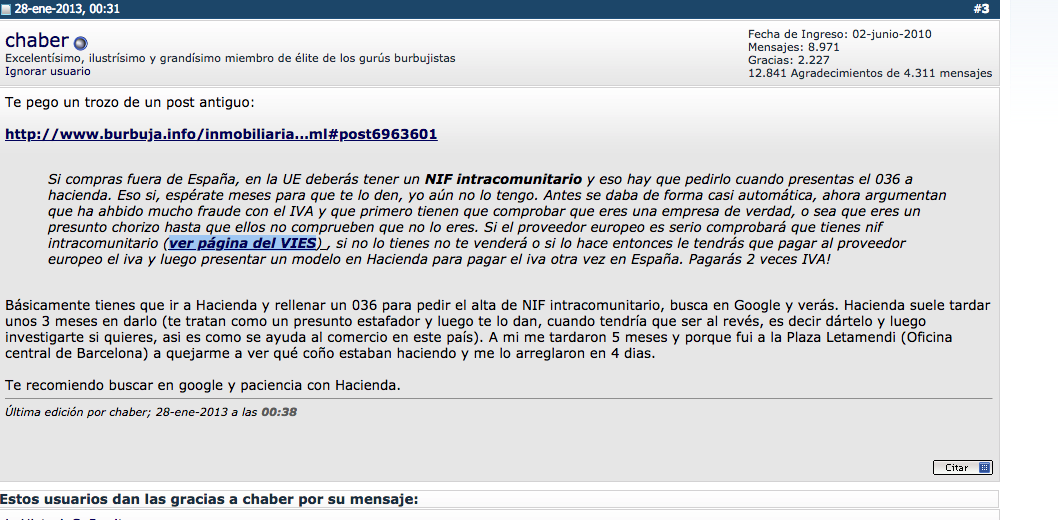 28-ene-2013, 00:31 #3
chaber
Excelentísimo, ilustrísimo y grandísimo miembro de élite de los gurús burbujistas
Ignorar usuario
Fecha de Ingreso: 02-junio-2010
Mensajes: 8.971
Gracias: 2.227
12.841 Agradecimientos de 4.311 mensajes
Te pego un trozo de un post antiguo:
http://www.burbuja.info/inmobiliaria...ml#post6963601
Si compras fuera de España, en la UE deberás tener un NIF intracomunitario y eso hay que pedirlo cuando presentas el 036 a
hacienda. Eso si, espérate meses para que te lo den, yo aún no lo tengo. Antes se daba de forma casi automática, ahora argumentan
que ha ahbido mucho fraude con el IVA y que primero tienen que comprobar que eres una empresa de verdad, o sea que eres un
presunto chorizo hasta que ellos no comprueben que no lo eres. Si el proveedor europeo es serio comprobará que tienes nif
intracomunitario (ver página del VIES) , si no lo tienes no te venderá o si lo hace entonces le tendrás que pagar al proveedor
europeo el iva y luego presentar un modelo en Hacienda para pagar el iva otra vez en España. Pagarás 2 veces IVA!
Básicamente tienes que ir a Hacienda y rellenar un 036 para pedir el alta de NIF intracomunitario, busca en Google y verás. Hacienda suele tardar
unos 3 meses en darlo (te tratan como un presunto estafador y luego te lo dan, cuando tendría que ser al revés, es decir dártelo y luego
investigarte si quieres, asi es como se ayuda al comercio en este país). A mi me tardaron 5 meses y porque fui a la Plaza Letamendi (Oficina
central de Barcelona) a quejarme a ver qué coño estaban haciendo y me lo arreglaron en 4 dias.
Te recomiendo buscar en google y paciencia con Hacienda.
Última edición por chaber; 28-ene-2013 a las 00:38
Citar
Estos usuarios dan las gracias a chaber por su mensaje: